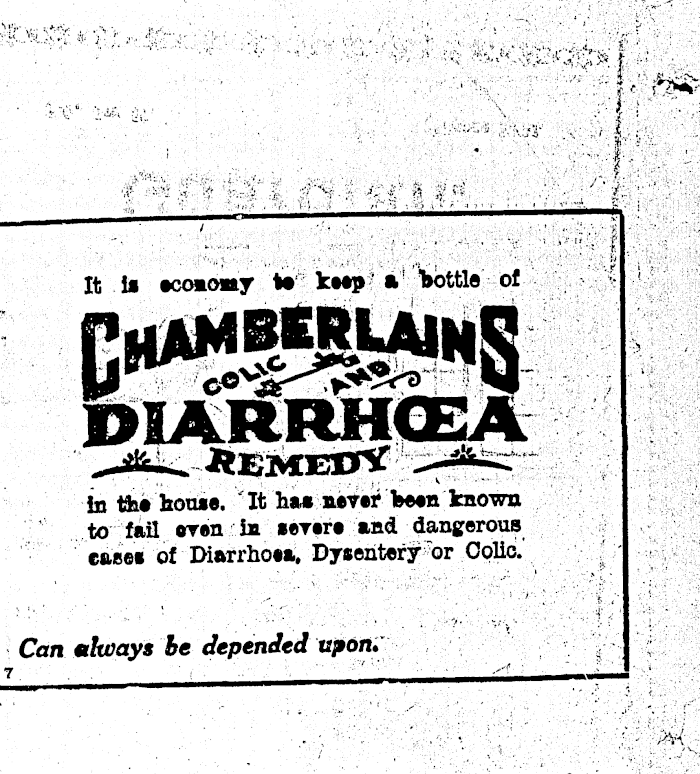 It is economy to keep a bottle of
CHAMBERLAINS
COLIC AND
DIARRHŒA
REMEDY
in the house. It has never been known
to fail even in severe and dangerous
cases of Diarrhoea, Dysentery or Colic.
Can always be depended upon.
7